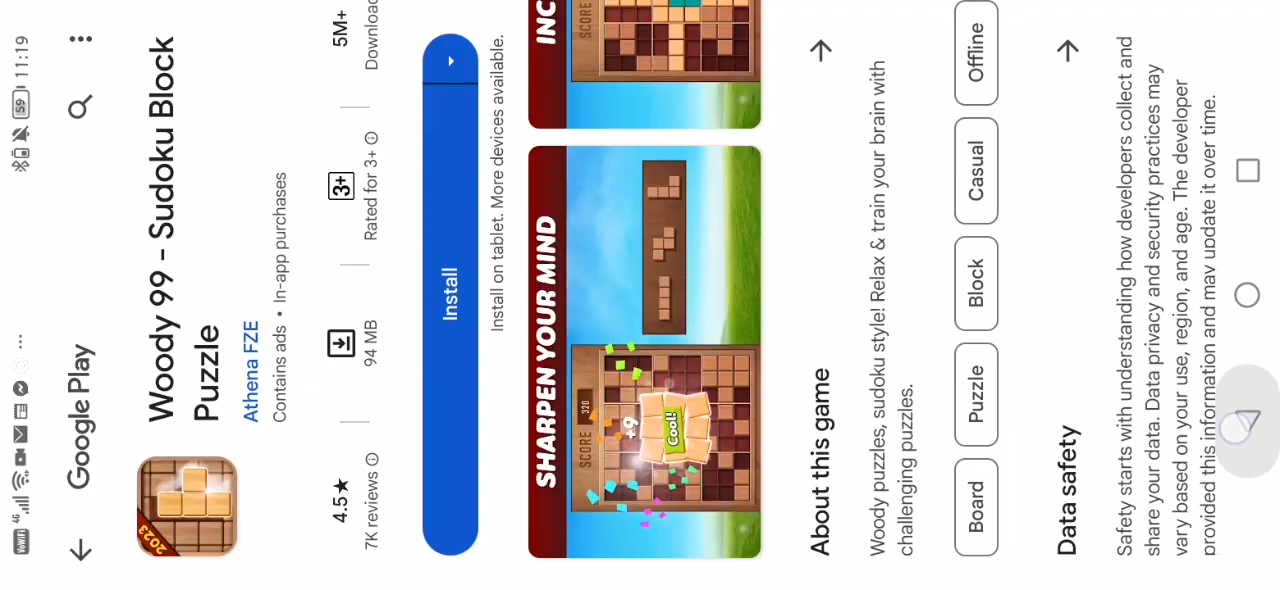 VoWiFi 4G ... 59 11:19
Google Play
2023
Woody 99 - Sudoku Block
Puzzle
Athena FZE
Contains ads • In-app purchases
4.5★
7K reviews
94 MB
3+
Rated for 3+
5M+
Downloac
Install
Install on tablet. More devices available.
SHARPEN YOUR MIND
SCORE 320
+9
Cool!
INC
SCORE
About this game
Woody puzzles, sudoku style! Relax & train your brain with
challenging puzzles.
Board
Puzzle
Block
Casual
Offline
Data safety
Safety starts with understanding how developers collect and
share your data. Data privacy and security practices may
vary based on your use, region, and age. The developer
provided this information and may update it over time.